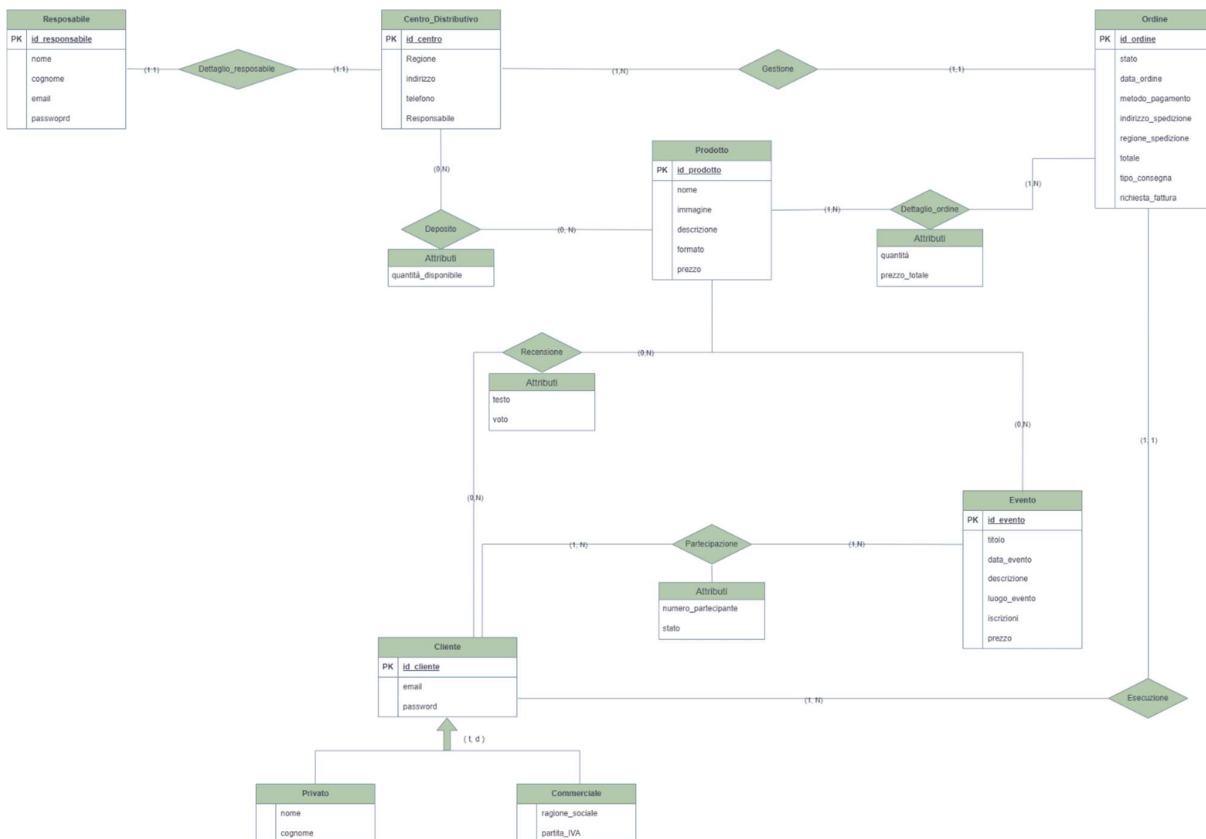 Resposabile
PK id_responsabile
nome
cognome
email
passwoprd
(1:1)
Dettaglio_resposabile
(1:1)
Centro_Distributivo
PK id_centro
Regione
indirizzo
telefono
Responsabile
(1,N)
Gestione
(1,1)
Ordine
PK id_ordine
stato
data_ordine
metodo_pagamento
indirizzo_spedizione
regione_spedizione
totale
tipo_consegna
richiesta_fattura
(0,N)
Deposito
Attributi
quantità_disponibile
(0, N)
Prodotto
PK id_prodotto
nome
immagine
descrizione
formato
prezzo
(1,N)
Dettaglio_ordine
(1,N)
Attributi
quantità
prezzo_totale
Recensione
(0,N)
Attributi
testo
voto
(0,N)
(0,N)
(1, 1)
Evento
PK id_evento
titolo
data_evento
descrizione
luogo_evento
iscrizioni
prezzo
(1, N)
Partecipazione
(1,N)
Attributi
numero_partecipante
stato
Cliente
PK id_cliente
email
password
(1, N)
Esecuzione
( t, d )
Privato
nome
cognome
Commerciale
ragione_sociale
partita_IVA